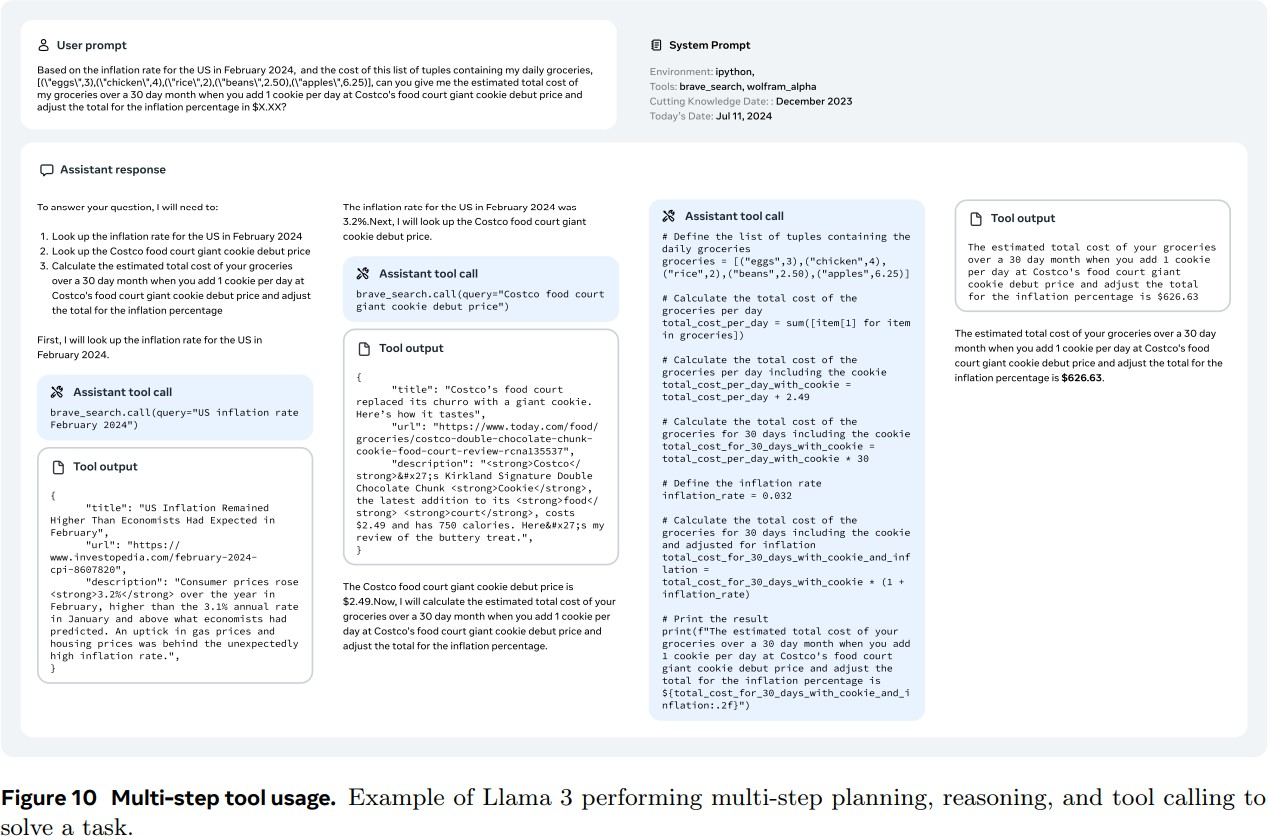 User prompt
Based on the inflation rate for the US in February 2024, and the cost of this list of tuples containing my daily groceries,
[(\"eggs\",3),(\"chicken\",4),(\"rice\",2),(\"beans\",2.50),(\"apples\",6.25)], can you give me the estimated total cost of
my groceries over a 30 day month when you add 1 cookie per day at Costco's food court giant cookie debut price and
adjust the total for the inflation percentage in $X.XX?
System Prompt
Environment: ipython,
Tools: brave_search, wolfram_alpha
Cutting Knowledge Date: : December 2023
Today's Date: Jul 11, 2024
Assistant response
To answer your question, I will need to:
1. Look up the inflation rate for the US in February 2024
2. Look up the Costco food court giant cookie debut price
3. Calculate the estimated total cost of your groceries
over a 30 day month when you add 1 cookie per day at
Costco's food court giant cookie debut price and adjust
the total for the inflation percentage
First, I will look up the inflation rate for the US in
February 2024.
Assistant tool call
brave_search.call(query="US inflation rate
February 2024")
Tool output
{
"title": "US Inflation Remained
Higher Than Economists Had Expected in
February",
"url": "https://
www.investopedia.com/february-2024-
cpi-8607820",
"description": "Consumer prices rose
<strong>3.2%</strong> over the year in
February, higher than the 3.1% annual rate
in January and above what economists had
predicted. An uptick in gas prices and
housing prices was behind the unexpectedly
high inflation rate.",
}
The inflation rate for the US in February 2024 was
3.2%.Next, I will look up the Costco food court giant
cookie debut price.
Assistant tool call
brave_search.call(query="Costco food court
giant cookie debut price")
Tool output
{
"title": "Costco's food court
replaced its churro with a giant cookie.
Here's how it tastes",
"url": "https://www.today.com/food/
groceries/costco-double-chocolate-chunk-
cookie-food-court-review-rcna135537",
"description": "<strong>Costco</
strong>&#x27;s Kirkland Signature Double
Chocolate Chunk <strong>Cookie</strong>,
the latest addition to its <strong>food</
strong> <strong>court</strong>, costs
$2.49 and has 750 calories. Here&#x27;s my
review of the buttery treat.",
}
The Costco food court giant cookie debut price is
$2.49.Now, I will calculate the estimated total cost of your
groceries over a 30 day month when you add 1 cookie per
day at Costco's food court giant cookie debut price and
adjust the total for the inflation percentage.
Assistant tool call
# Define the list of tuples containing the
daily groceries
groceries = [("eggs",3),("chicken",4),
("rice",2),("beans",2.50),("apples",6.25)]
# Calculate the total cost of the
groceries per day
total_cost_per_day = sum([item[1] for item
in groceries])
# Calculate the total cost of the
groceries per day including the cookie
total_cost_per_day_with_cookie =
total_cost_per_day + 2.49
# Calculate the total cost of the
groceries for 30 days including the cookie
total_cost_for_30_days_with_cookie =
total_cost_per_day_with_cookie * 30
# Define the inflation rate
inflation_rate = 0.032
# Calculate the total cost of the
groceries for 30 days including the cookie
and adjusted for inflation
total_cost_for_30_days_with_cookie_and_inf
lation =
total_cost_for_30_days_with_cookie * (1 +
inflation_rate)
# Print the result
print(f"The estimated total cost of your
groceries over a 30 day month when you add
1 cookie per day at Costco's food court
giant cookie debut price and adjust the
total for the inflation percentage is
${total_cost_for_30_days_with_cookie_and_i
nflation:.2f}")
Tool output
The estimated total cost of your groceries
over a 30 day month when you add 1 cookie
per day at Costco's food court giant
cookie debut price and adjust the total
for the inflation percentage is $626.63
The estimated total cost of your groceries over a 30 day
month when you add 1 cookie per day at Costco's food
court giant cookie debut price and adjust the total for the
inflation percentage is $626.63.
Figure 10 Multi-step tool usage. Example of Llama 3 performing multi-step planning, reasoning, and tool calling to
solve a task.